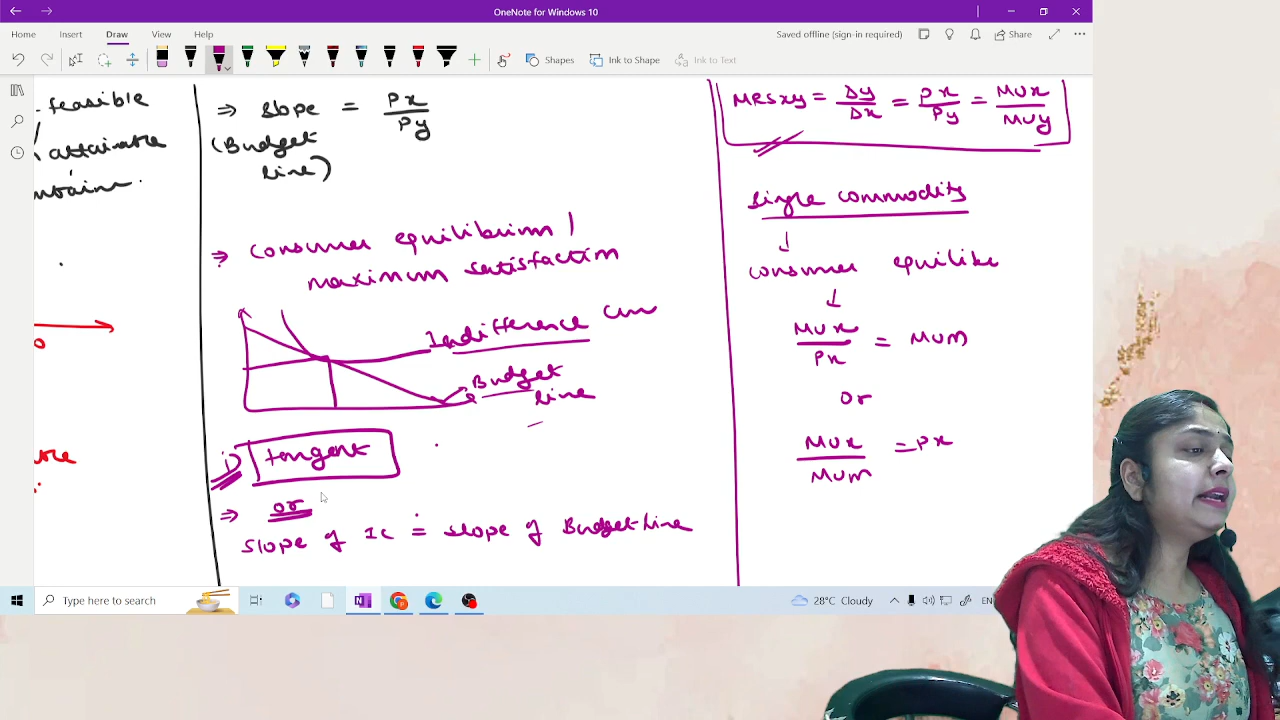 OneNote for Windows 10
Home Insert Draw View Help
Saved offline (sign-in required) Share
Shapes Ink to Shape Ink to Text
feasible
attainable
⇒ slope = Px
Py
(Budget
line)
⇒ consumer equilibrium /
maximum satisfaction
Indifference
Budget
line
i) tangent
or
⇒ slope of IC = slope of Budget line
MRSxy = Δy = Px = MUx
Δx Py MUy
single commodity
↓
consumer
↓
MUx = MUM
Px
or
MUx = Px
MUM
Type here to search
28°C Cloudy
EN